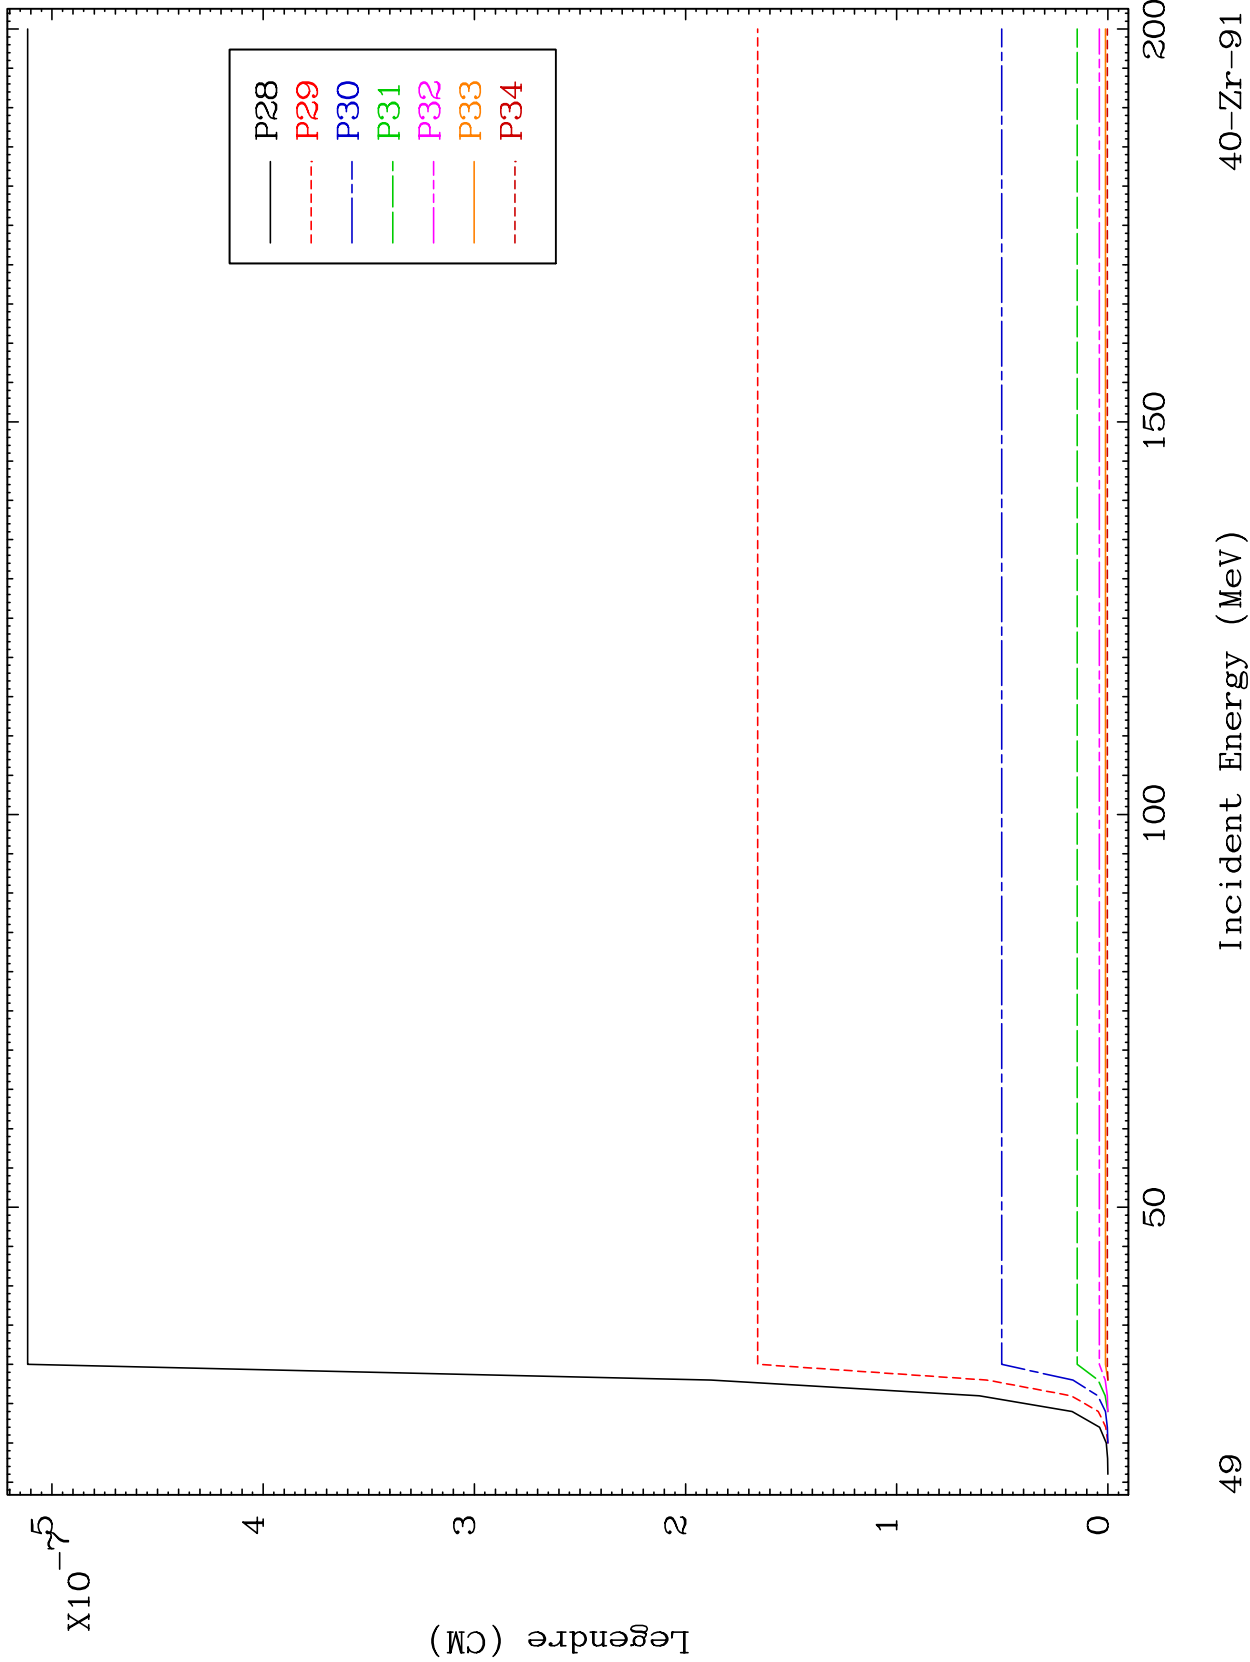 X10-7
5
4
3
2
1
0
Legendre (CM)
P28
P29
P30
P31
P32
P33
P34
50
100
150
200
49
Incident Energy (MeV)
40-Zr-91